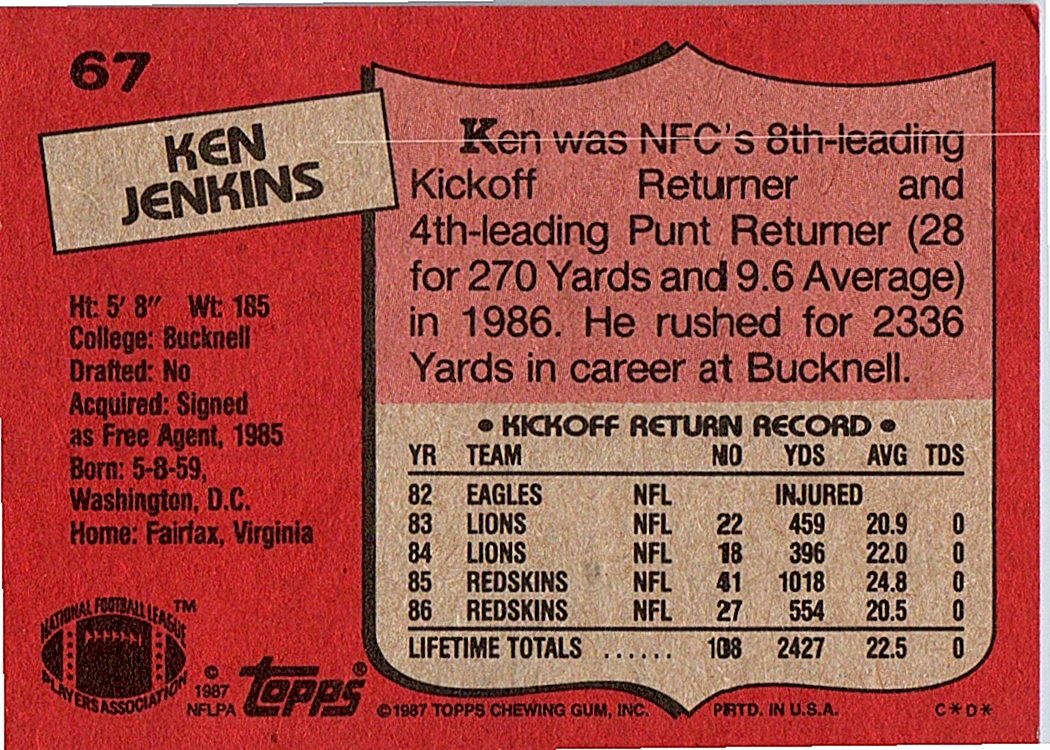 67
KEN
JENKINS
Ht: 5' 8" Wt: 185
College: Bucknell
Drafted: No
Acquired: Signed
as Free Agent, 1985
Born: 5-8-59,
Washington, D.C.
Home: Fairfax, Virginia
NATIONAL FOOTBALL LEAGUE ™
PLAYERS ASSOCIATION
©
1987
NFLPA
TOPPS®
Ken was NFC's 8th-leading
Kickoff Returner and
4th-leading Punt Returner (28
for 270 Yards and 9.6 Average)
in 1986. He rushed for 2336
Yards in career at Bucknell.
• KICKOFF RETURN RECORD •
YR TEAM NO YDS AVG TDS
82 EAGLES NFL INJURED
83 LIONS NFL 22 459 20.9 0
84 LIONS NFL 18 396 22.0 0
85 REDSKINS NFL 41 1018 24.8 0
86 REDSKINS NFL 27 554 20.5 0
LIFETIME TOTALS ...... 108 2427 22.5 0
©1987 TOPPS CHEWING GUM, INC. PRTD. IN U.S.A. C*D*